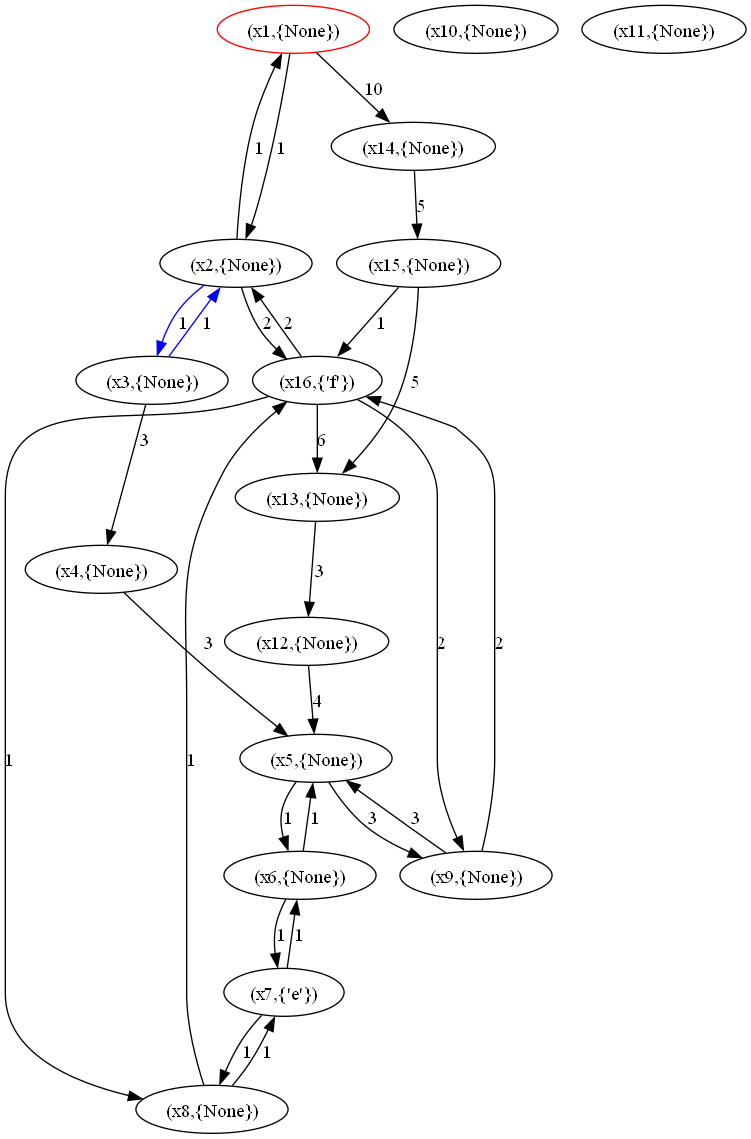 (x1,{None}) (x10,{None}) (x11,{None})
10
(x14,{None})
1 1
5
(x2,{None}) (x15,{None})
1 1 2 2 1
(x3,{None}) (x16,{'f'}) 5
3 6
(x13,{None})
(x4,{None}) 3
3 (x12,{None}) 2 2
4
1 1 (x5,{None})
1 1 3 3
(x6,{None}) (x9,{None})
1 1
(x7,{'e'})
1 1
(x8,{None})